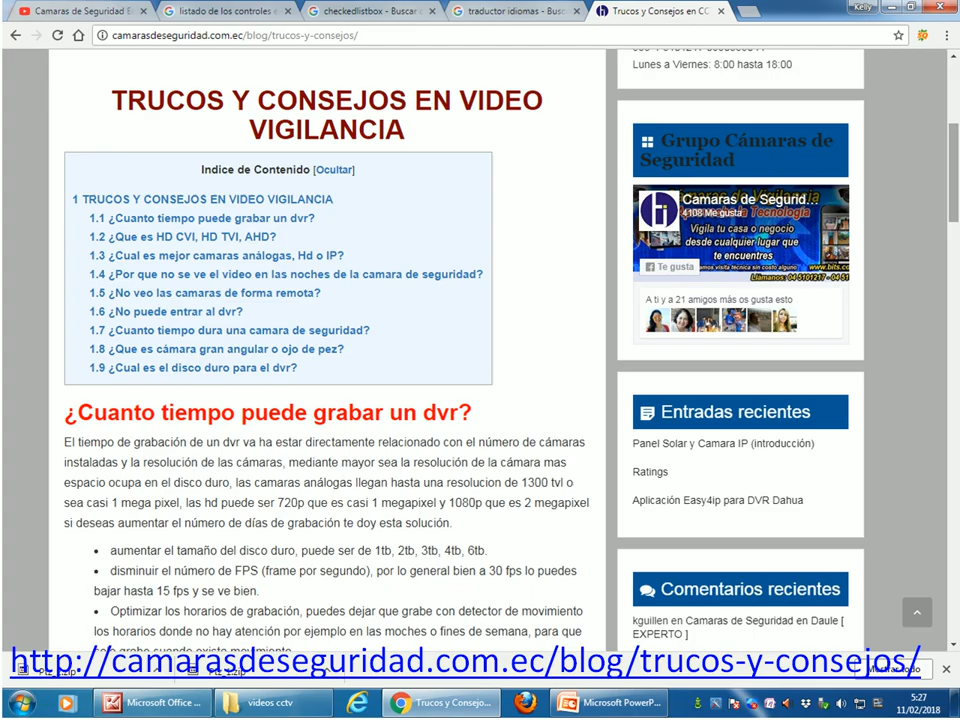 Camaras de Seguridad E
listado de los controles e
checkedlistbox - Buscar c
traductor idiomas - Busc
Trucos y Consejos en CC
Kelly
camarasdeseguridad.com.ec/blog/trucos-y-consejos/
Lunes a Viernes: 8:00 hasta 18:00
TRUCOS Y CONSEJOS EN VIDEO
VIGILANCIA
Indice de Contenido [Ocultar]
1 TRUCOS Y CONSEJOS EN VIDEO VIGILANCIA
1.1 ¿Cuanto tiempo puede grabar un dvr?
1.2 ¿Que es HD CVI, HD TVI, AHD?
1.3 ¿Cual es mejor camaras análogas, Hd o IP?
1.4 ¿Por que no se ve el video en las noches de la camara de seguridad?
1.5 ¿No veo las camaras de forma remota?
1.6 ¿No puede entrar al dvr?
1.7 ¿Cuanto tiempo dura una camara de seguridad?
1.8 ¿Que es cámara gran angular o ojo de pez?
1.9 ¿Cual es el disco duro para el dvr?
¿Cuanto tiempo puede grabar un dvr?
El tiempo de grabación de un dvr va ha estar directamente relacionado con el número de cámaras
instaladas y la resolución de las cámaras, mediante mayor sea la resolución de la cámara mas
espacio ocupa en el disco duro, las camaras análogas llegan hasta una resolucion de 1300 tvl o
sea casi 1 mega pixel, las hd puede ser 720p que es casi 1 megapixel y 1080p que es 2 megapixel
si deseas aumentar el número de días de grabación te doy esta solución.
• aumentar el tamaño del disco duro, puede ser de 1tb, 2tb, 3tb, 4tb, 6tb.
• disminuir el número de FPS (frame por segundo), por lo general bien a 30 fps lo puedes
bajar hasta 15 fps y se ve bien.
• Optimizar los horarios de grabación, puedes dejar que grabe con detector de movimiento
los horarios donde no hay atención por ejemplo en las moches o fines de semana, para que
Grupo Cámaras de
Seguridad
Camaras de Segurid...
4108 Me gusta
Tecnología
Vigila tu casa o negocio
desde cualquier lugar que
te encuentres
Te gusta
visita técnica sin costo alguno
Llámanos: 04-5101217 - 04-51
A ti y a 21 amigos más os gusta esto
Entradas recientes
Panel Solar y Camara IP (introducción)
Ratings
Aplicación Easy4ip para DVR Dahua
Comentarios recientes
kguillen en Camaras de Seguridad en Daule [
EXPERTO ]
http://camarasdeseguridad.com.ec/blog/trucos-y-consejos/
Microsoft Office ...
videos cctv
Trucos y Consejo...
Microsoft PowerP...
5:27
11/02/2018